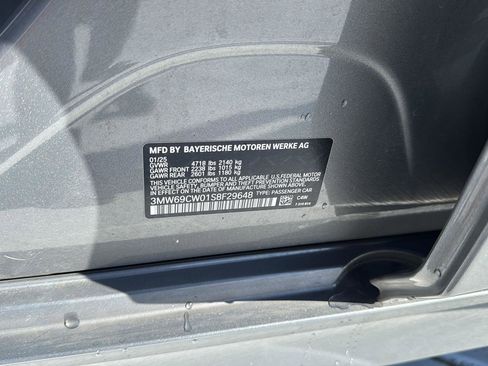 MFD BY BAYERISCHE MOTOREN WERKE AG
01/25
GVWR 4718 lbs 2140 kg
GAWR FRONT 2238 lbs 1015 kg
GAWR REAR 2601 lbs 1180 kg
THIS VEHICLE CONFORMS TO ALL APPLICABLE U.S. FEDERAL MOTOR
VEHICLE SAFETY, BUMPER, AND THEFT PREVENTION STANDARDS IN
EFFECT ON THE DATE OF MANUFACTURE SHOWN ABOVE.
3MW69CW01S8F29648 TYPE: PASSENGER CAR
C4W